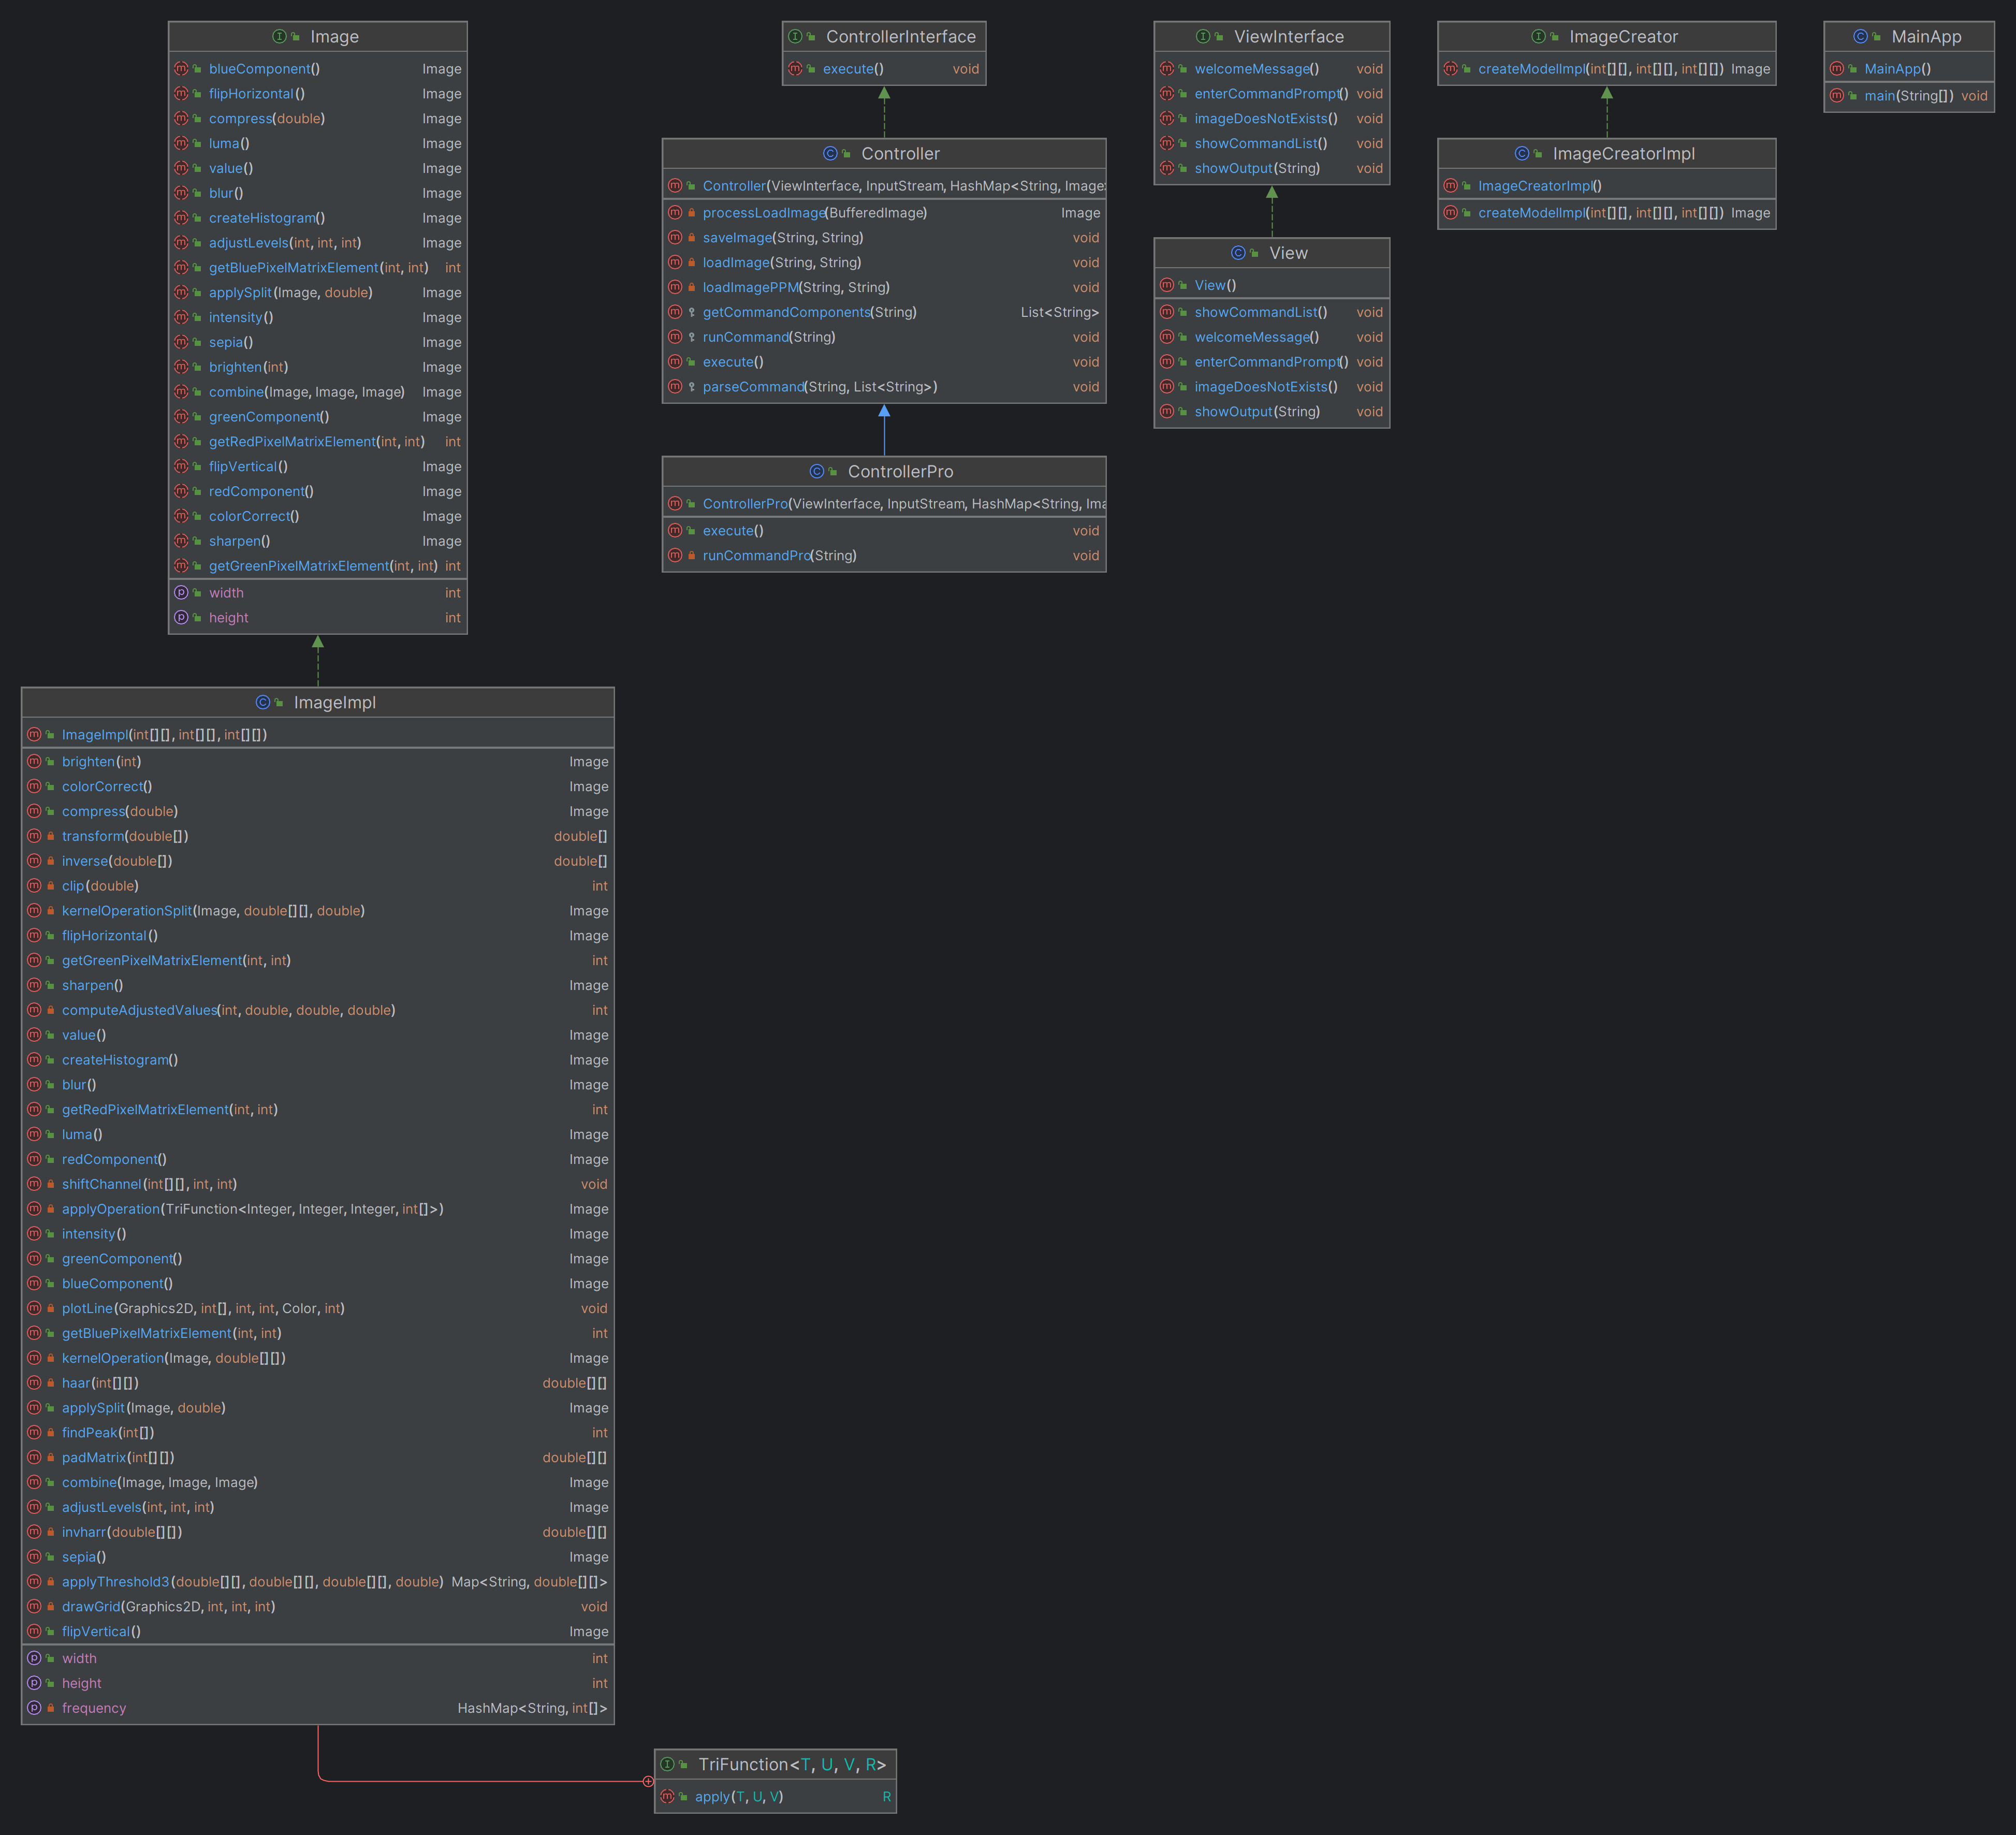 Image
blueComponent() Image
flipHorizontal() Image
compress(double) Image
luma() Image
value() Image
blur() Image
createHistogram() Image
adjustLevels(int, int, int) Image
getBluePixelMatrixElement(int, int) int
applySplit(Image, double) Image
intensity() Image
sepia() Image
brighten(int) Image
combine(Image, Image, Image) Image
greenComponent() Image
getRedPixelMatrixElement(int, int) int
flipVertical() Image
redComponent() Image
colorCorrect() Image
sharpen() Image
getGreenPixelMatrixElement(int, int) int
width int
height int
ImageImpl
ImageImpl(int[][], int[][], int[][])
brighten(int) Image
colorCorrect() Image
compress(double) Image
transform(double[]) double[]
inverse(double[]) double[]
clip(double) int
kernelOperationSplit(Image, double[][], double) Image
flipHorizontal() Image
getGreenPixelMatrixElement(int, int) int
sharpen() Image
computeAdjustedValues(int, double, double, double) int
value() Image
createHistogram() Image
blur() Image
getRedPixelMatrixElement(int, int) int
luma() Image
redComponent() Image
shiftChannel(int[][], int, int) void
applyOperation(TriFunction<Integer, Integer, Integer, int[]>) Image
intensity() Image
greenComponent() Image
blueComponent() Image
plotLine(Graphics2D, int[], int, int, Color, int) void
getBluePixelMatrixElement(int, int) int
kernelOperation(Image, double[][]) Image
haar(int[][]) double[][]
applySplit(Image, double) Image
findPeak(int[]) int
padMatrix(int[][]) double[][]
combine(Image, Image, Image) Image
adjustLevels(int, int, int) Image
invharr(double[][]) double[][]
sepia() Image
applyThreshold3(double[][], double[][], double[][], double) Map<String, double[][]>
drawGrid(Graphics2D, int, int, int) void
flipVertical() Image
width int
height int
frequency HashMap<String, int[]>
TriFunction<T, U, V, R>
apply(T, U, V) R
ControllerInterface
execute() void
Controller
Controller(ViewInterface, InputStream, HashMap<String, Image>
processLoadImage(BufferedImage) Image
saveImage(String, String) void
loadImage(String, String) void
loadImagePPM(String, String) void
getCommandComponents(String) List<String>
runCommand(String) void
execute() void
parseCommand(String, List<String>) void
ControllerPro
ControllerPro(ViewInterface, InputStream, HashMap<String, Ima
execute() void
runCommandPro(String) void
ViewInterface
welcomeMessage() void
enterCommandPrompt() void
imageDoesNotExists() void
showCommandList() void
showOutput(String) void
View
View()
showCommandList() void
welcomeMessage() void
enterCommandPrompt() void
imageDoesNotExists() void
showOutput(String) void
ImageCreator
createModelImpl(int[][], int[][], int[][]) Image
ImageCreatorImpl
ImageCreatorImpl()
createModelImpl(int[][], int[][], int[][]) Image
MainApp
MainApp()
main(String[]) void